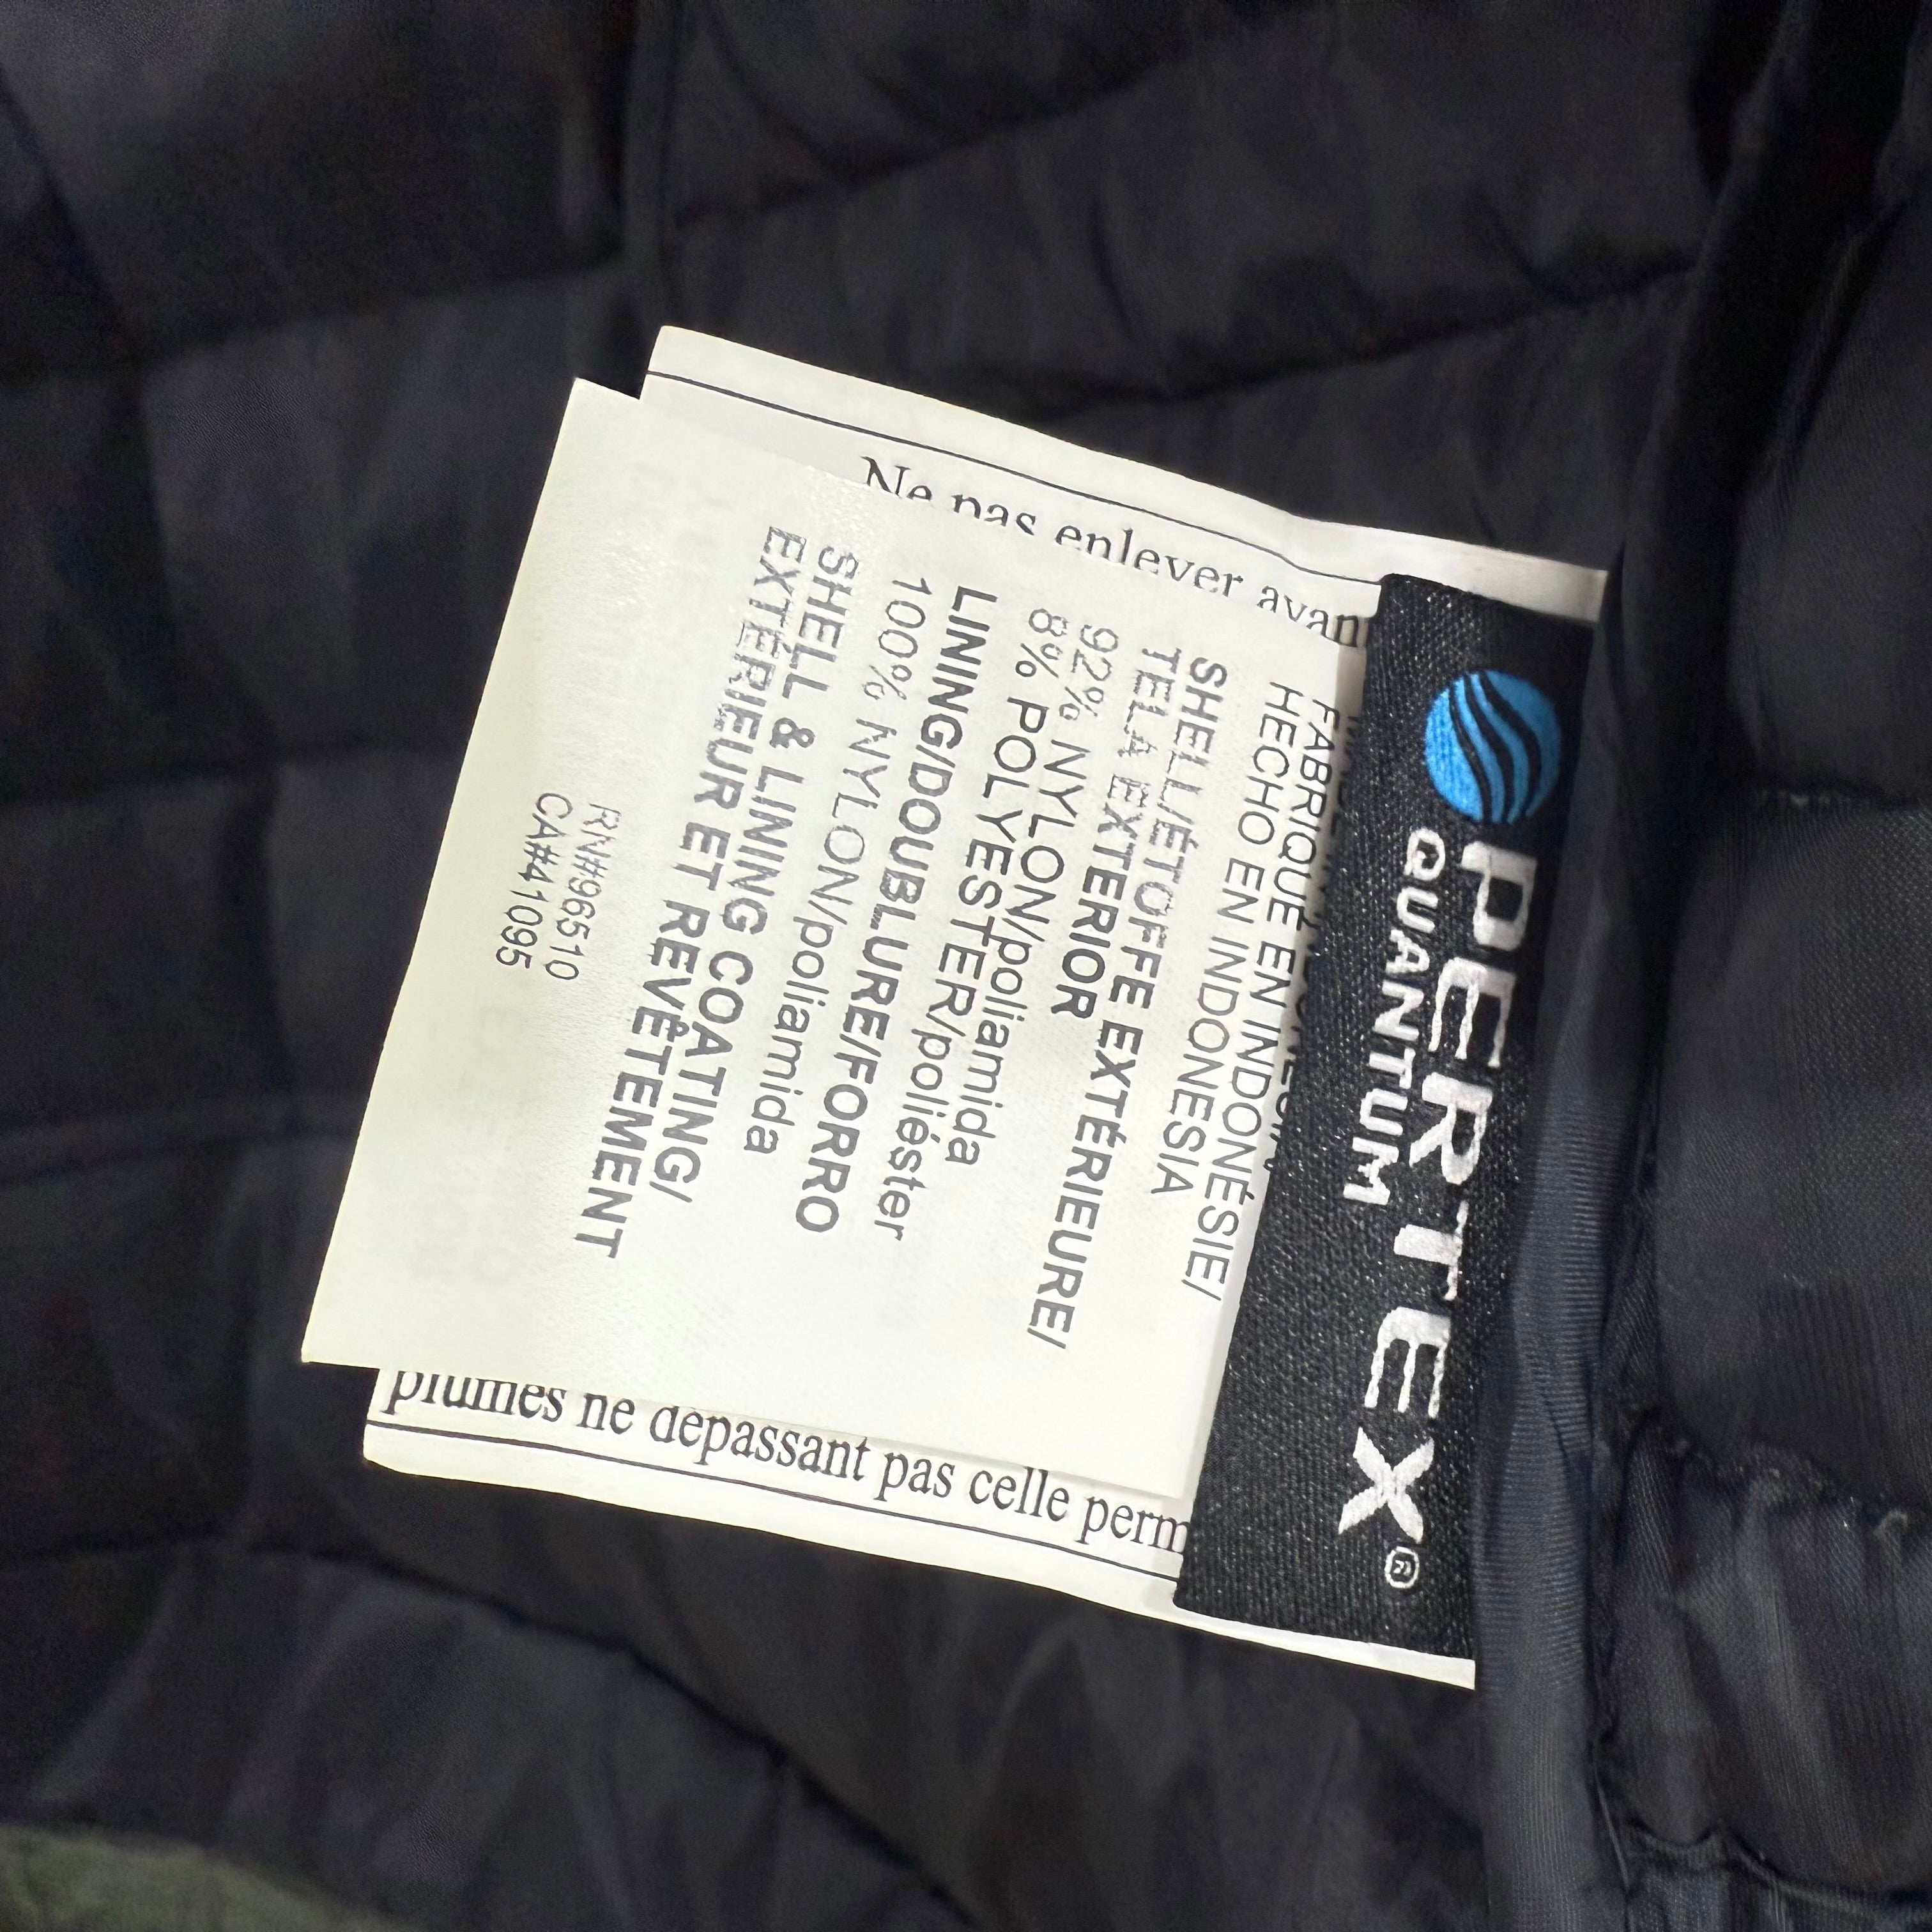 PERTEX®
QUANTUM
FABRIQUÉ EN INDONÉSIE/
HECHO EN INDONESIA
SHELL/ÉTOFFE EXTÉRIEURE/
TELA EXTERIOR
92% NYLON/poliamida
8% POLYESTER/poliéster
LINING/DOUBLURE/FORRO
100% NYLON/poliamida
SHELL & LINING COATING/
EXTÉRIEUR ET REVÊTEMENT
RN#96510
CA#41095
Ne pas enlever avan
plumes ne dépassant pas celle perm